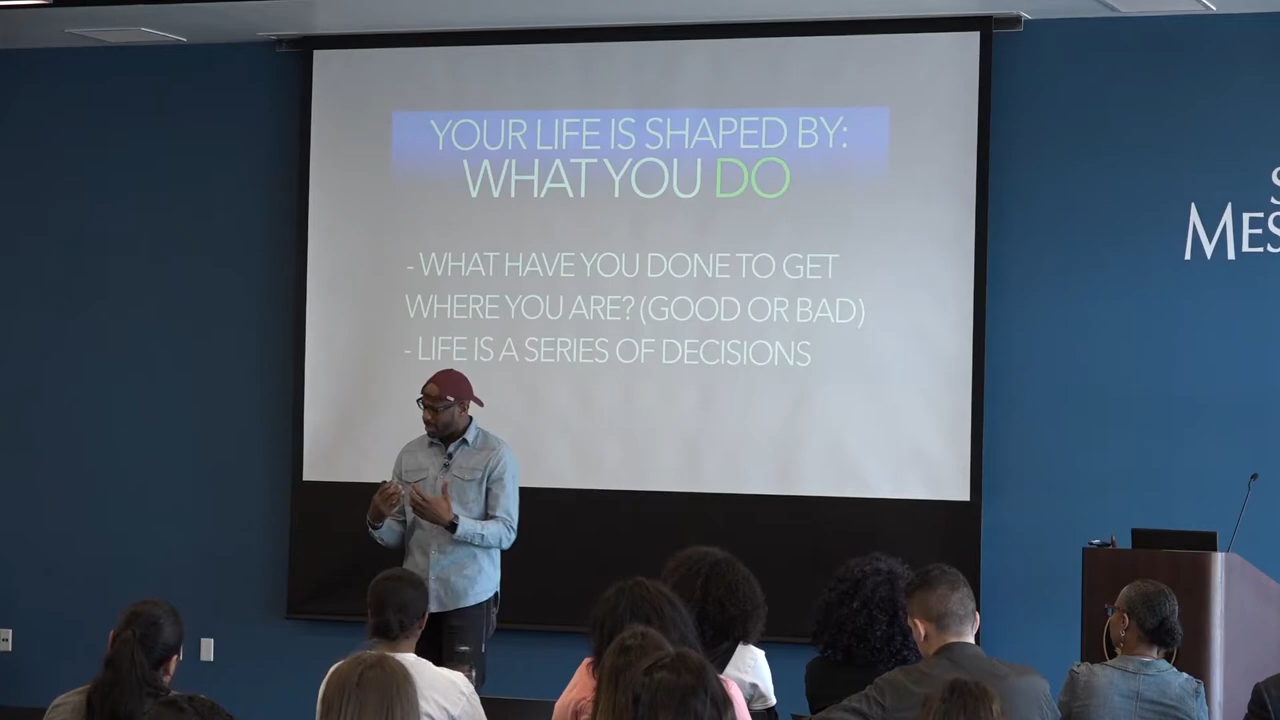 YOUR LIFE IS SHAPED BY:
WHAT YOU DO
- WHAT HAVE YOU DONE TO GET
WHERE YOU ARE? (GOOD OR BAD)
- LIFE IS A SERIES OF DECISIONS